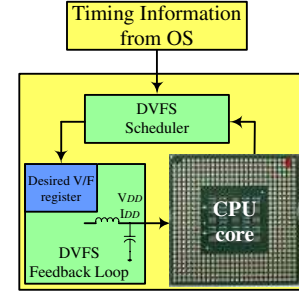 Timing Information
from OS
DVFS
Scheduler
Desired V/F
register
VDD
IDD
CPU
core
DVFS
Feedback Loop